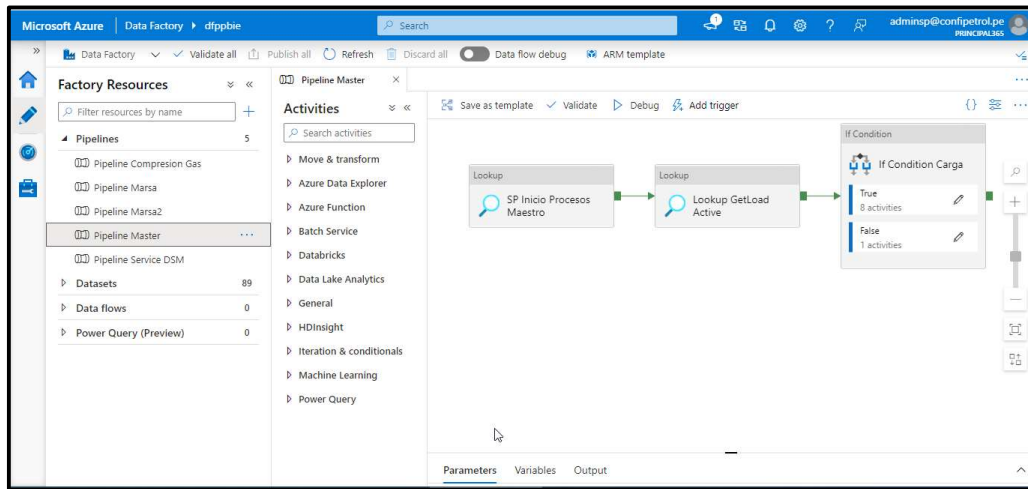 Microsoft Azure Data Factory dfppbie Search adminsp@confipetrol.pe
PRINCIPAL365
Data Factory Validate all Publish all Refresh Discard all Data flow debug ARM template
Factory Resources
Filter resources by name
Pipelines 5
Pipeline Compresion Gas
Pipeline Marsa
Pipeline Marsa2
Pipeline Master
Pipeline Service DSM
Datasets 89
Data flows 0
Power Query (Preview) 0
Pipeline Master
Activities
Search activities
Move & transform
Azure Data Explorer
Azure Function
Batch Service
Databricks
Data Lake Analytics
General
HDInsight
Iteration & conditionals
Machine Learning
Power Query
Save as template Validate Debug Add trigger
Lookup
SP Inicio Procesos
Maestro
Lookup
Lookup GetLoad
Active
If Condition
If Condition Carga
True
8 activities
False
1 activities
Parameters Variables Output